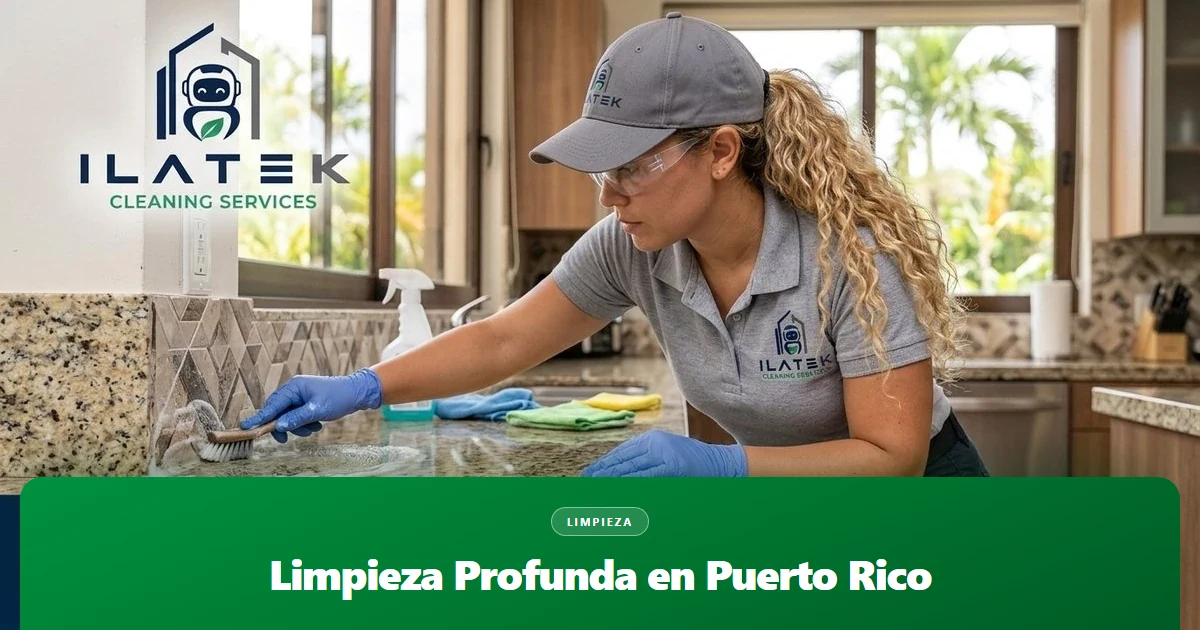 ILATEK
CLEANING SERVICES
ILATEK
ILATEK
LIMPIEZA
Limpieza Profunda en Puerto Rico